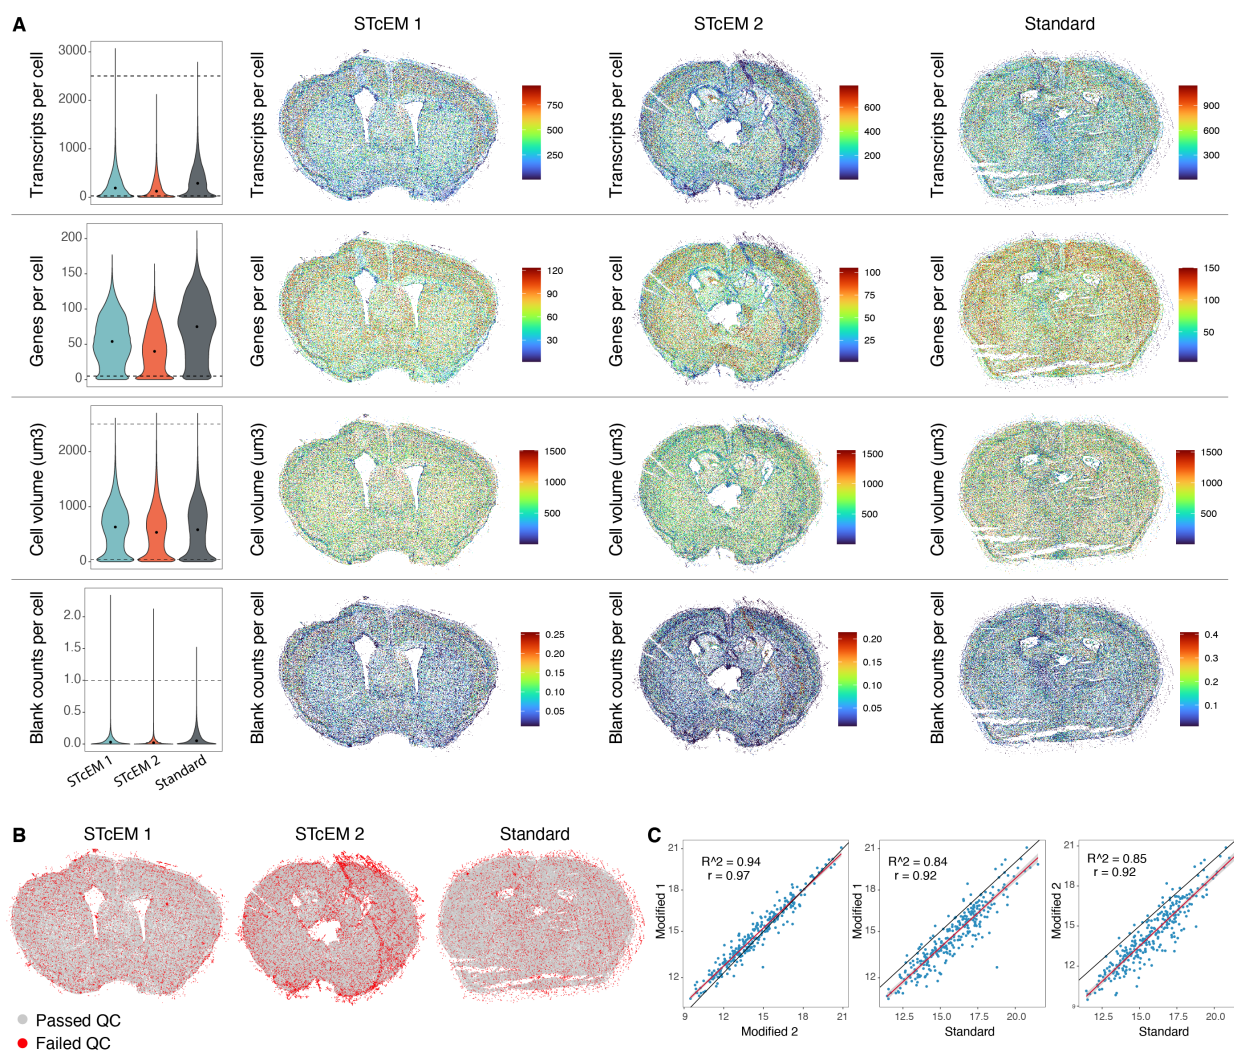 A
STcEM 1
STcEM 2
Standard
Transcripts per cell
3000
2000
1000
0
Transcripts per cell
750
500
250
Transcripts per cell
600
400
200
Transcripts per cell
900
600
300
Genes per cell
200
150
100
50
0
Genes per cell
120
90
60
30
Genes per cell
100
75
50
25
Genes per cell
150
100
50
Cell volume (um3)
2000
1000
0
Cell volume (um3)
1500
1000
500
Cell volume (um3)
1500
1000
500
Cell volume (um3)
1500
1000
500
Blank counts per cell
2.0
1.5
1.0
0.5
0.0
STcEM 1
STcEM 2
Standard
Blank counts per cell
0.25
0.20
0.15
0.10
0.05
Blank counts per cell
0.20
0.15
0.10
0.05
Blank counts per cell
0.4
0.3
0.2
0.1
B
STcEM 1
STcEM 2
Standard
Passed QC
Failed QC
C
R^2 = 0.94
r = 0.97
Modified 1
21
18
15
12
9
12
15
18
21
Modified 2
R^2 = 0.84
r = 0.92
Modified 1
21
18
15
12
12.5
15.0
17.5
20.0
Standard
R^2 = 0.85
r = 0.92
Modified 2
21
18
15
12
9
12.5
15.0
17.5
20.0
Standard